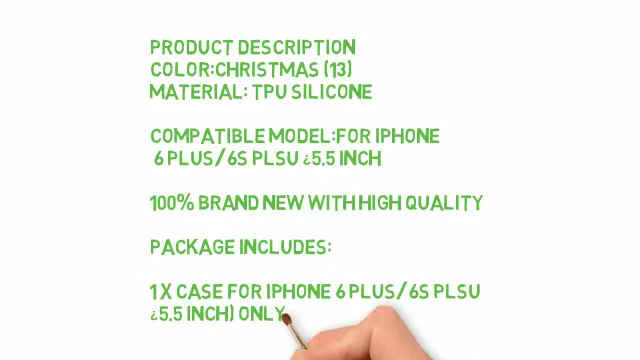 PRODUCT DESCRIPTION
COLOR:CHRISTMAS (13)
MATERIAL: TPU SILICONE
COMPATIBLE MODEL:FOR IPHONE
6 PLUS/6S PLSU ¿5.5 INCH
100% BRAND NEW WITH HIGH QUALITY
PACKAGE INCLUDES:
1 X CASE FOR IPHONE 6 PLUS/6S PLSU
¿5.5 INCH) ONLY